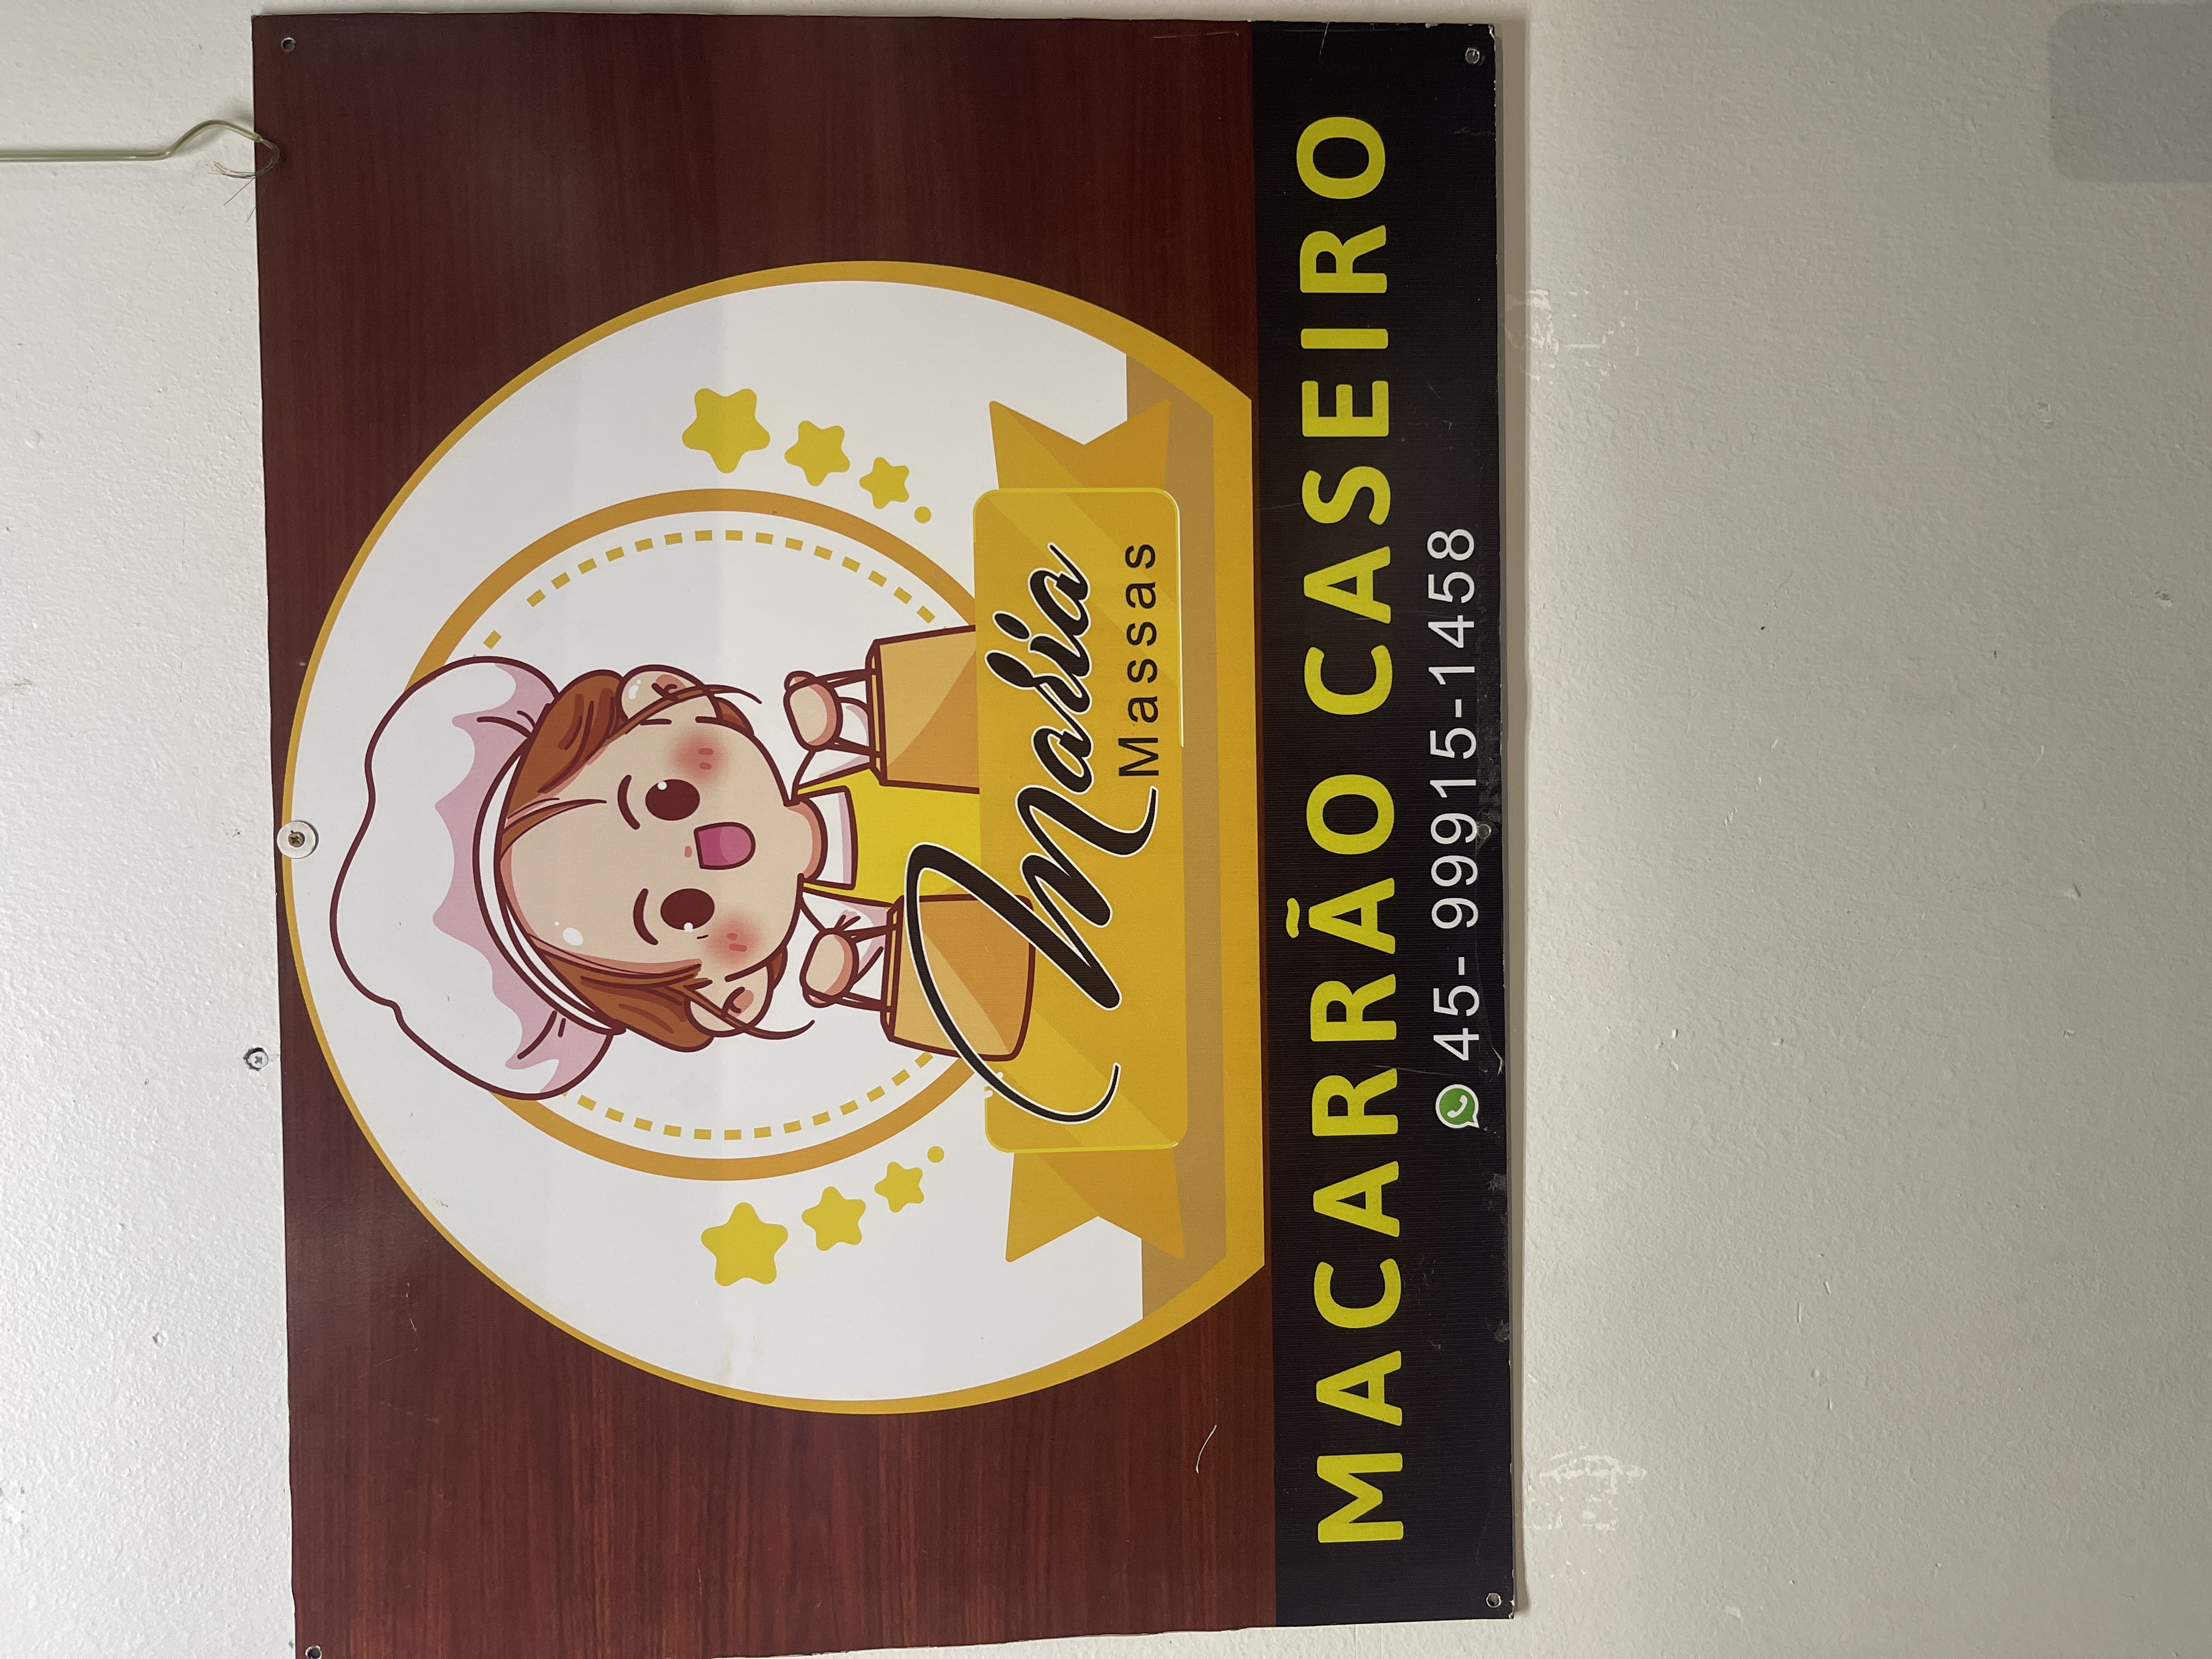 Maria
Massas
MACARRÃO CASEIRO
45- 99915-1458